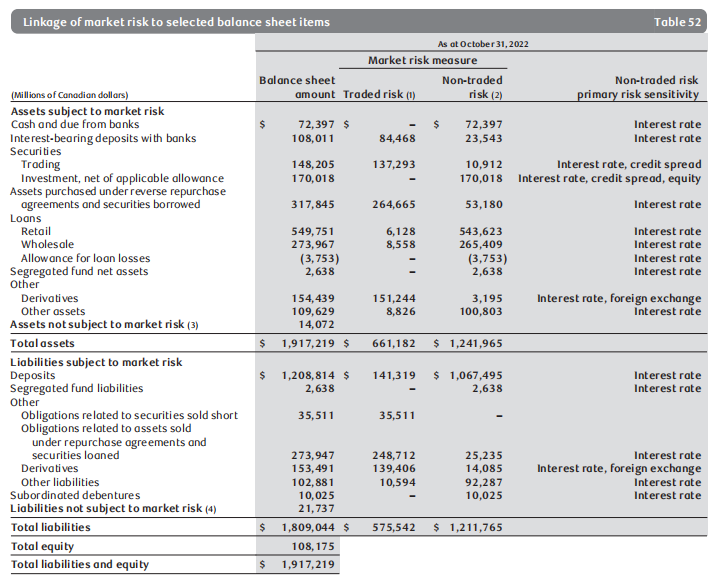 Linkage of market risk to selected balance sheet items Table 52
As at October 31, 2022
Market risk measure
Balance sheet Non-traded Non-traded risk
(Millions of Canadian dollars) amount Traded risk (1) risk (2) primary risk sensitivity
Assets subject to market risk
Cash and due from banks $ 72,397 $ – $ 72,397 Interest rate
Interest-bearing deposits with banks 108,011 84,468 23,543 Interest rate
Securities
Trading 148,205 137,293 10,912 Interest rate, credit spread
Investment, net of applicable allowance 170,018 – 170,018 Interest rate, credit spread, equity
Assets purchased under reverse repurchase
agreements and securities borrowed 317,845 264,665 53,180 Interest rate
Loans
Retail 549,751 6,128 543,623 Interest rate
Wholesale 273,967 8,558 265,409 Interest rate
Allowance for loan losses (3,753) – (3,753) Interest rate
Segregated fund net assets 2,638 – 2,638 Interest rate
Other
Derivatives 154,439 151,244 3,195 Interest rate, foreign exchange
Other assets 109,629 8,826 100,803 Interest rate
Assets not subject to market risk (3) 14,072
Total assets $ 1,917,219 $ 661,182 $ 1,241,965
Liabilities subject to market risk
Deposits $ 1,208,814 $ 141,319 $ 1,067,495 Interest rate
Segregated fund liabilities 2,638 – 2,638 Interest rate
Other
Obligations related to securities sold short 35,511 35,511 –
Obligations related to assets sold
under repurchase agreements and
securities loaned 273,947 248,712 25,235 Interest rate
Derivatives 153,491 139,406 14,085 Interest rate, foreign exchange
Other liabilities 102,881 10,594 92,287 Interest rate
Subordinated debentures 10,025 – 10,025 Interest rate
Liabilities not subject to market risk (4) 21,737
Total liabilities $ 1,809,044 $ 575,542 $ 1,211,765
Total equity 108,175
Total liabilities and equity $ 1,917,219